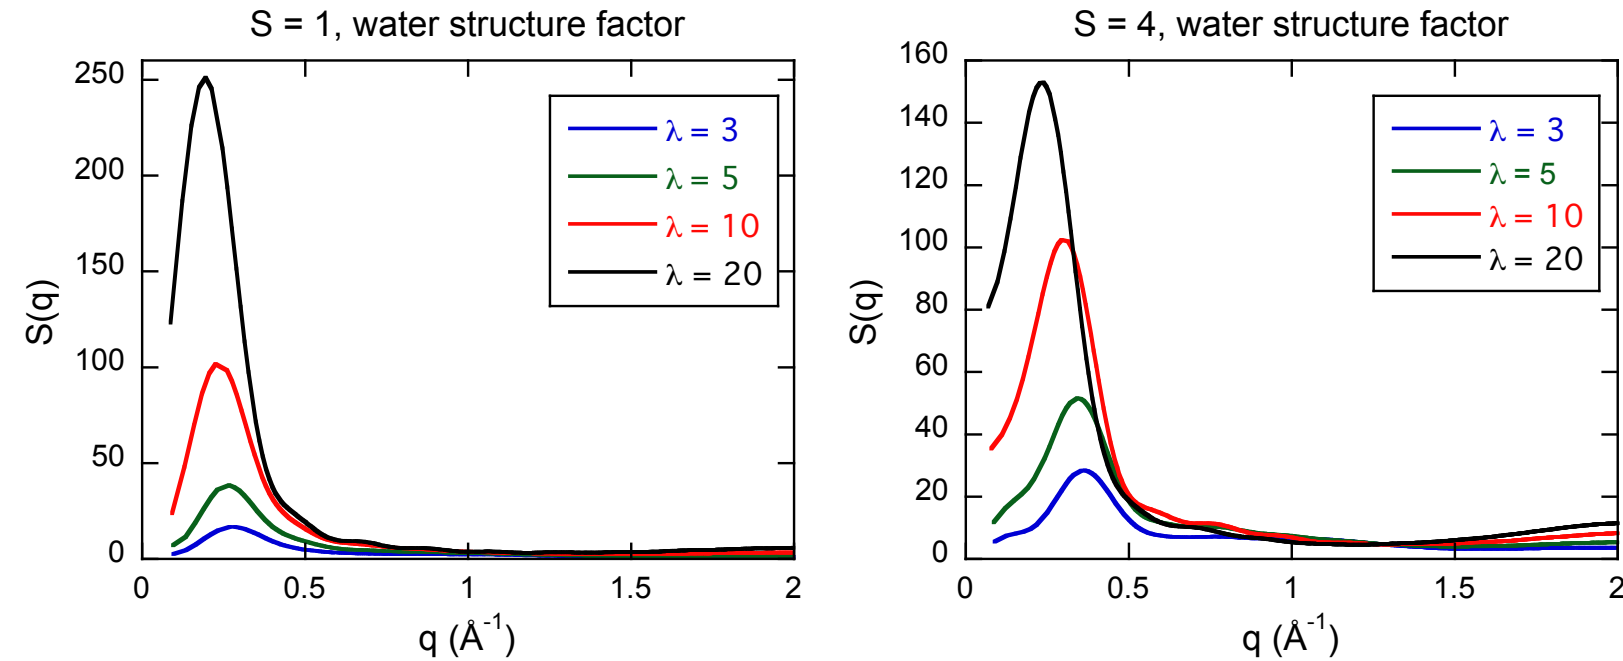 S = 1, water structure factor
250
200
150
100
50
0
0 0.5 1 1.5 2
S(q)
q (Å⁻¹)
λ = 3
λ = 5
λ = 10
λ = 20
S = 4, water structure factor
160
140
120
100
80
60
40
20
0
0 0.5 1 1.5 2
S(q)
q (Å⁻¹)
λ = 3
λ = 5
λ = 10
λ = 20